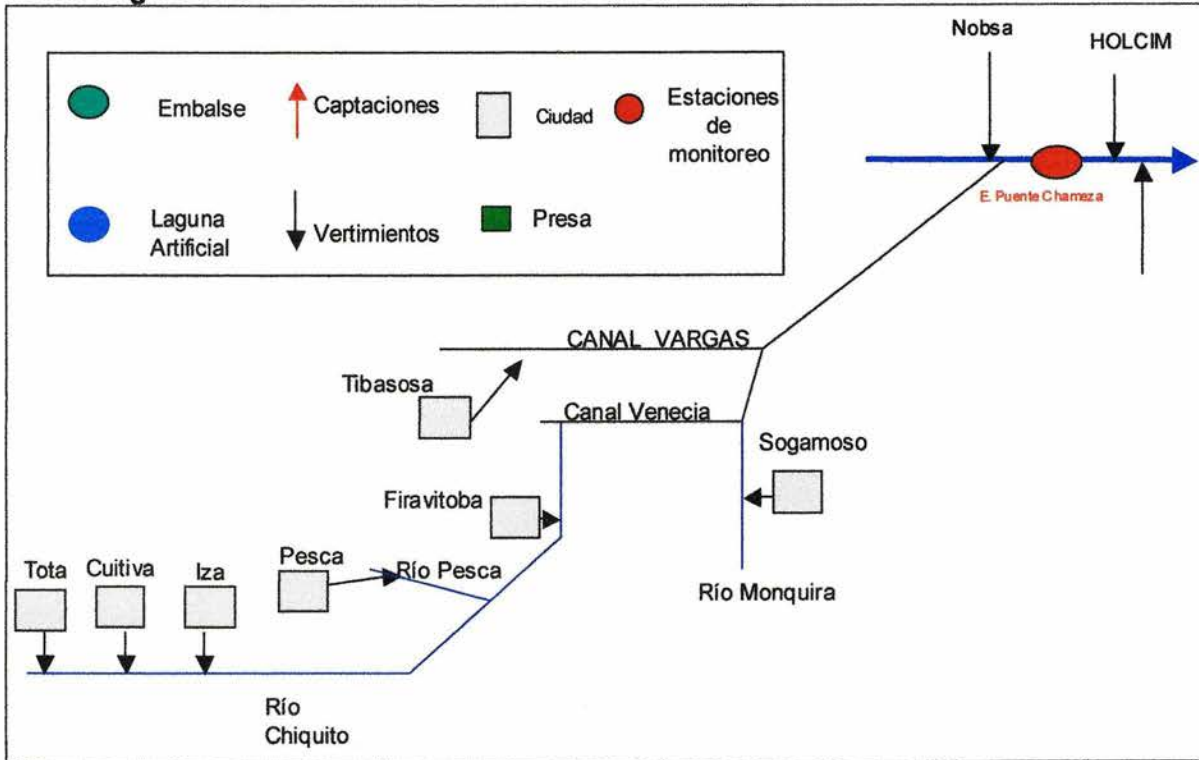 Nobsa
HOLCIM
Embalse
Captaciones
Ciudad
Estaciones
de
monitoreo
Laguna
Artificial
Vertimientos
Presa
E. Puente Chameza
CANAL VARGAS
Tibasosa
Canal Venecia
Sogamoso
Firavitoba
Pesca
Río Pesca
Tota
Cuitiva
Iza
Río Monquira
Río
Chiquito